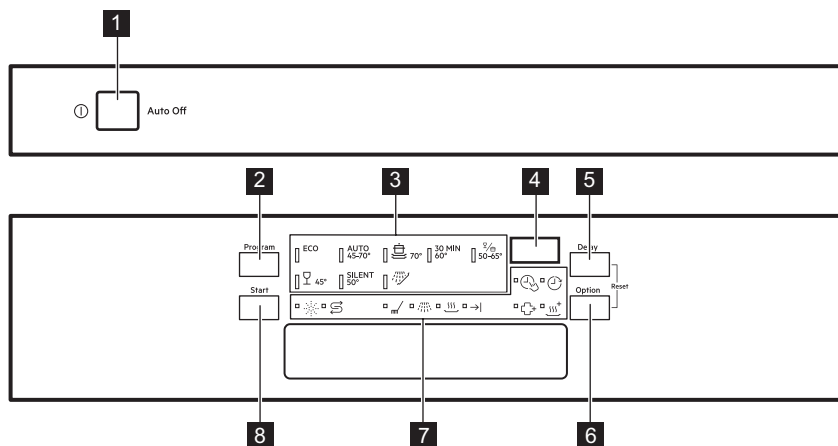 1
Auto Off
2
3
4
5
Program
ECO
AUTO
45-70°
70°
30 MIN
60°
50-65°
Delay
45°
SILENT
50°
Start
Option
Reset
8
7
6